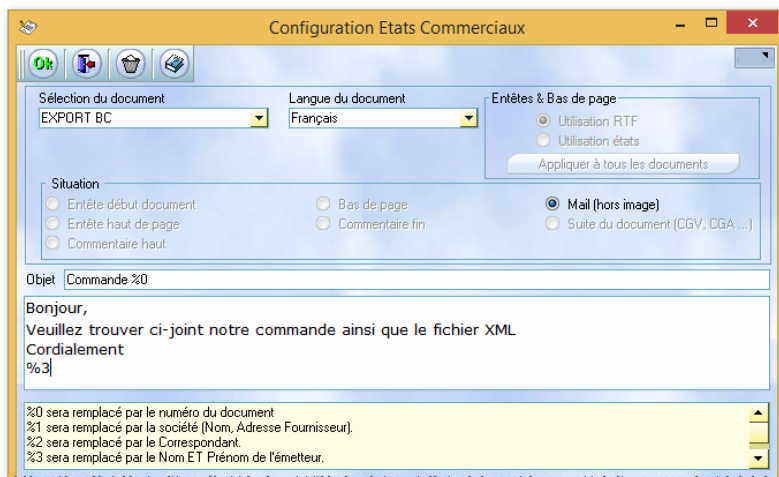 Configuration Etats Commerciaux
Ok
Sélection du document
EXPORT BC
Langue du document
Français
Entêtes & Bas de page
Utilisation RTF
Utilisation états
Appliquer à tous les documents
Situation
Entête début document
Entête haut de page
Commentaire haut
Bas de page
Commentaire fin
Mail (hors image)
Suite du document (CGV, CGA ...)
Objet Commande %0
Bonjour,
Veuillez trouver ci-joint notre commande ainsi que le fichier XML
Cordialement
%3
%0 sera remplacé par le numéro du document
%1 sera remplacé par la société (Nom, Adresse Fournisseur).
%2 sera remplacé par le Correspondant.
%3 sera remplacé par le Nom ET Prénom de l'émetteur.